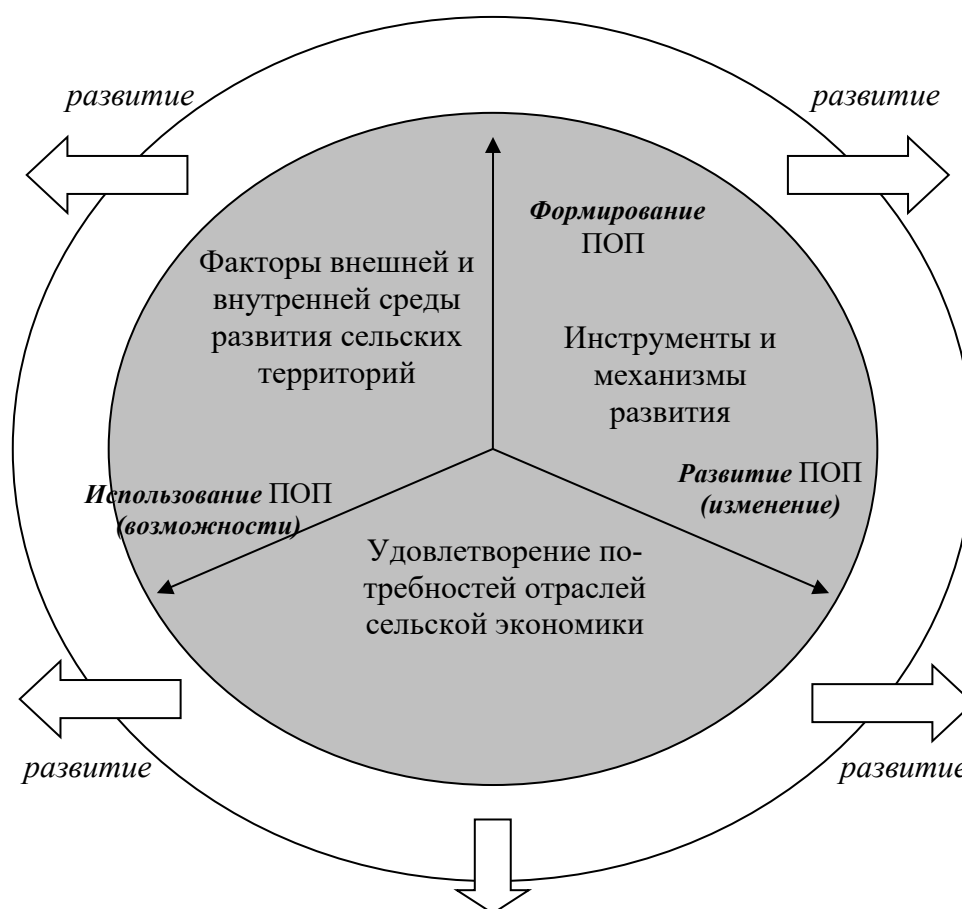 развитие
развитие
Формирование
ПОП
Факторы внешней и
внутренней среды
развития сельских
территорий
Инструменты и
механизмы
развития
Использование ПОП
(возможности)
Развитие ПОП
(изменение)
Удовлетворение по-
требностей отраслей
сельской экономики
развитие
развитие